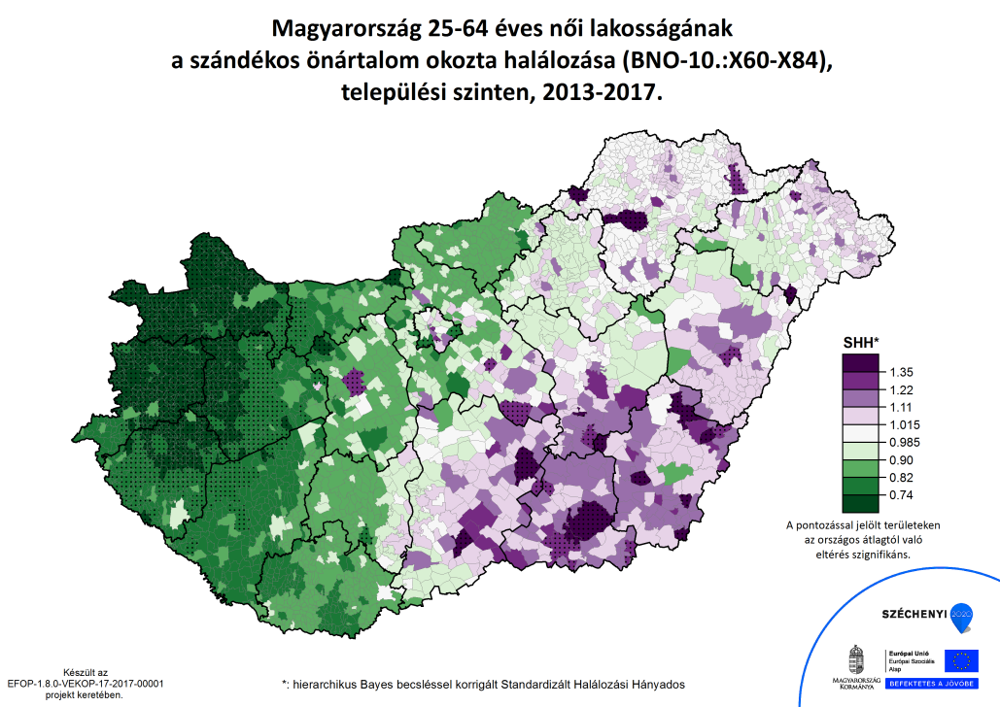 Magyarország 25-64 éves női lakosságának
a szándékos önártalom okozta halálozása (BNO-10.:X60-X84),
települési szinten, 2013-2017.
SHH*
1.35
1.22
1.11
1.015
0.985
0.90
0.82
0.74
A pontozással jelölt területeken
az országos átlagtól való
eltérés szignifikáns.
SZÉCHENYI 2020
MAGYARORSZÁG
KORMÁNYA
Európai Unió
Európai Szociális
Alap
BEFEKTETÉS A JÖVŐBE
Készült az
EFOP-1.8.0-VEKOP-17-2017-00001
projekt keretében.
*: hierarchikus Bayes becsléssel korrigált Standardizált Halálozási Hányados